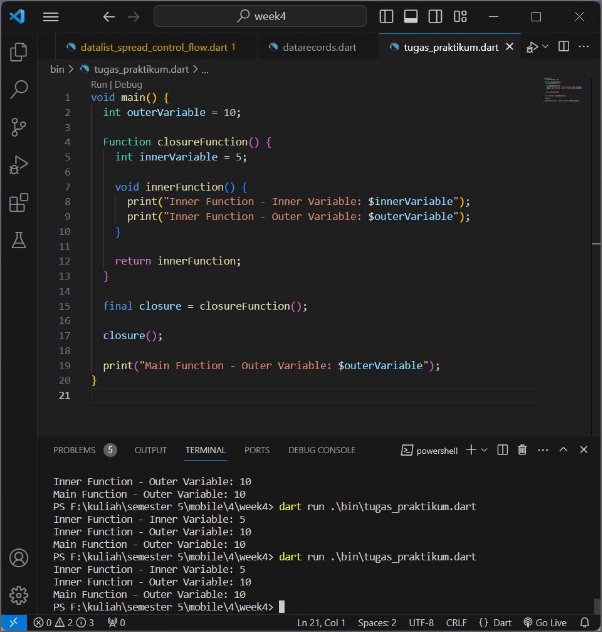 week4
datalist_spread_control_flow.dart 1
datarecords.dart
tugas_praktikum.dart
bin > tugas_praktikum.dart > ...
Run | Debug
1 void main() {
2 int outerVariable = 10;
3
4 Function closureFunction() {
5 int innerVariable = 5;
6
7 void innerFunction() {
8 print("Inner Function - Inner Variable: $innerVariable");
9 print("Inner Function - Outer Variable: $outerVariable");
10 }
11
12 return innerFunction;
13 }
14
15 final closure = closureFunction();
16
17 closure();
18
19 print("Main Function - Outer Variable: $outerVariable");
20 }
21
PROBLEMS 5 OUTPUT TERMINAL PORTS DEBUG CONSOLE powershell
Inner Function - Outer Variable: 10
Main Function - Outer Variable: 10
PS F:\kuliah\semester 5\mobile\4\week4> dart run .\bin\tugas_praktikum.dart
Inner Function - Inner Variable: 5
Inner Function - Outer Variable: 10
Main Function - Outer Variable: 10
PS F:\kuliah\semester 5\mobile\4\week4> dart run .\bin\tugas_praktikum.dart
Inner Function - Inner Variable: 5
Inner Function - Outer Variable: 10
Main Function - Outer Variable: 10
PS F:\kuliah\semester 5\mobile\4\week4>
0 2 3 0 Ln 21, Col 1 Spaces: 2 UTF-8 CRLF {} Dart Go Live